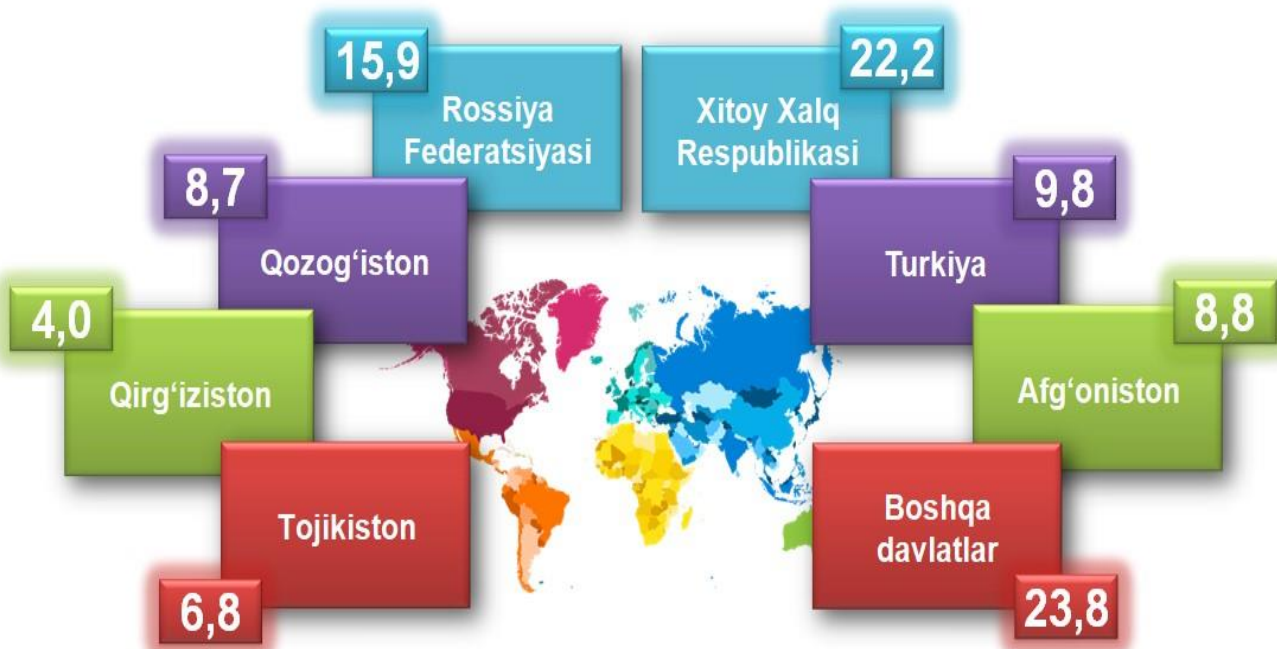 15,9
Rossiya
Federatsiyasi
22,2
Xitoy Xalq
Respublikasi
8,7
Qozog‘iston
9,8
Turkiya
4,0
Qirg‘iziston
8,8
Afg‘oniston
Tojikiston
6,8
Boshqa
davlatlar
23,8